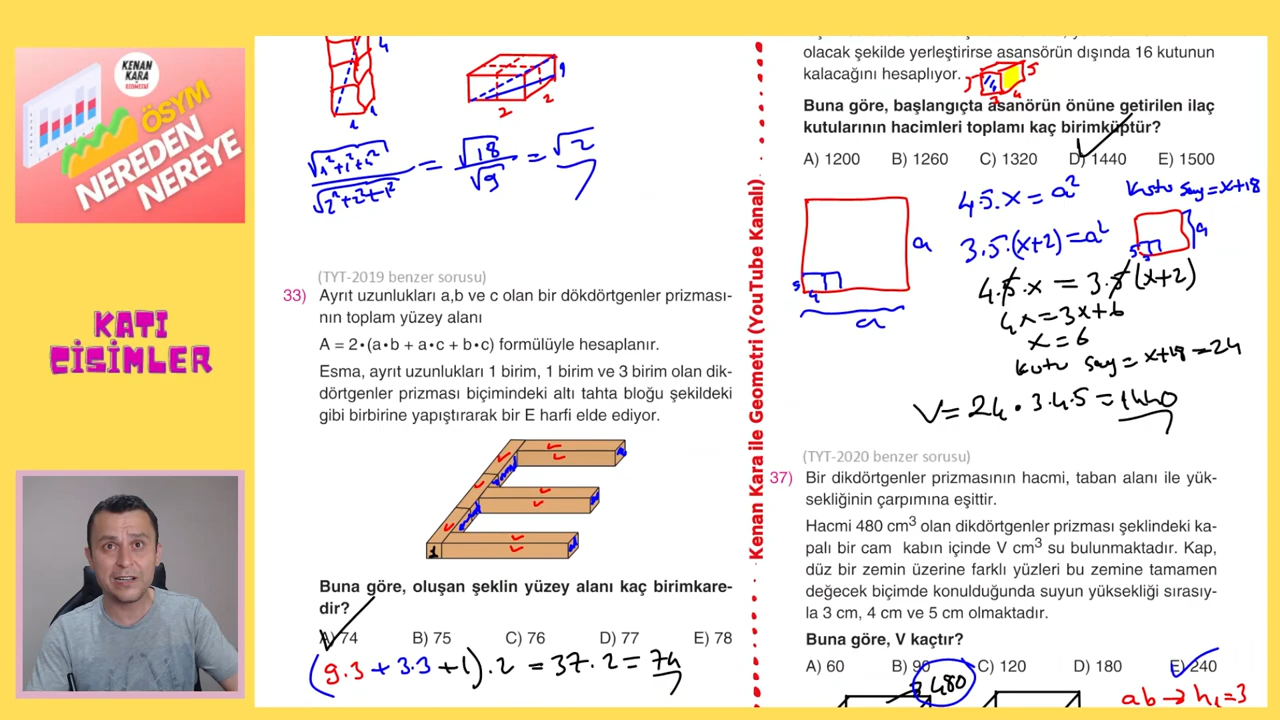 KENAN
KARA
GEOMETRİ
ÖSYM
NEREDEN
NEREYE
KATI
CİSİMLER
(TYT-2019 benzer sorusu)
33) Ayrıt uzunlukları a,b ve c olan bir dökdörtgenler prizması-
nın toplam yüzey alanı
A = 2•(a•b + a•c + b•c) formülüyle hesaplanır.
Esma, ayrıt uzunlukları 1 birim, 1 birim ve 3 birim olan dik-
dörtgenler prizması biçimindeki altı tahta bloğu şekildeki
gibi birbirine yapıştırarak bir E harfi elde ediyor.
Buna göre, oluşan şeklin yüzey alanı kaç birimkare-
dir?
A) 74 B) 75 C) 76 D) 77 E) 78
(9.3 + 3.3 + 1).2 = 37.2 = 74
Kenan Kara ile Geometri (YouTube Kanalı)
olacak şekilde yerleştirirse asansörün dışında 16 kutunun
kalacağını hesaplıyor.
Buna göre, başlangıçta asanörün önüne getirilen ilaç
kutularının hacimleri toplamı kaç birimküptür?
A) 1200 B) 1260 C) 1320 D) 1440 E) 1500
4.5.x = a²
kutu say = x+18
3.5.(x+2) = a²
4.5.x = 3.5(x+2)
4x = 3x+6
x = 6
kutu say = x+18 = 24
V = 24.3.4.5 = 1440
(TYT-2020 benzer sorusu)
37) Bir dikdörtgenler prizmasının hacmi, taban alanı ile yük-
sekliğinin çarpımına eşittir.
Hacmi 480 cm³ olan dikdörtgenler prizması şeklindeki ka-
palı bir cam kabın içinde V cm³ su bulunmaktadır. Kap,
düz bir zemin üzerine farklı yüzleri bu zemine tamamen
değecek biçimde konulduğunda suyun yüksekliği sırasıy-
la 3 cm, 4 cm ve 5 cm olmaktadır.
Buna göre, V kaçtır?
A) 60 B) 90 C) 120 D) 180 E) 240
480
ab → h₁=3